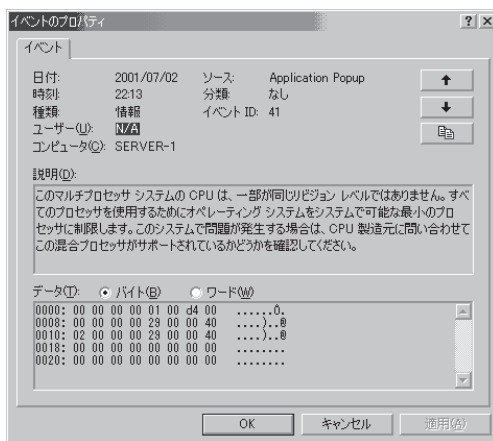 イベントのプロパティ
イベント
日付: 2001/07/02 ソース: Application Popup
時刻: 22:13 分類: なし
種類: 情報 イベント ID: 41
ユーザー(U): N/A
コンピュータ(C): SERVER-1
説明(D):
このマルチプロセッサ システムの CPU は、一部が同じリビジョン レベルではありません。すべ
てのプロセッサを使用するためにオペレーティング システムをシステムで可能な最小のプロ
セッサに制限します。このシステムで問題が発生する場合は、CPU 製造元に問い合わせて
この混合プロセッサがサポートされているかどうかを確認してください。
データ(T): バイト(B) ワード(W)
0000: 00 00 00 00 01 00 d4 00 ......Ô.
0008: 00 00 00 00 29 00 00 40 ....)..@
0010: 02 00 00 00 29 00 00 40 ....)..@
0018: 00 00 00 00 00 00 00 00 ........
0020: 00 00 00 00 00 00 00 00 ........
OK キャンセル 適用(A)